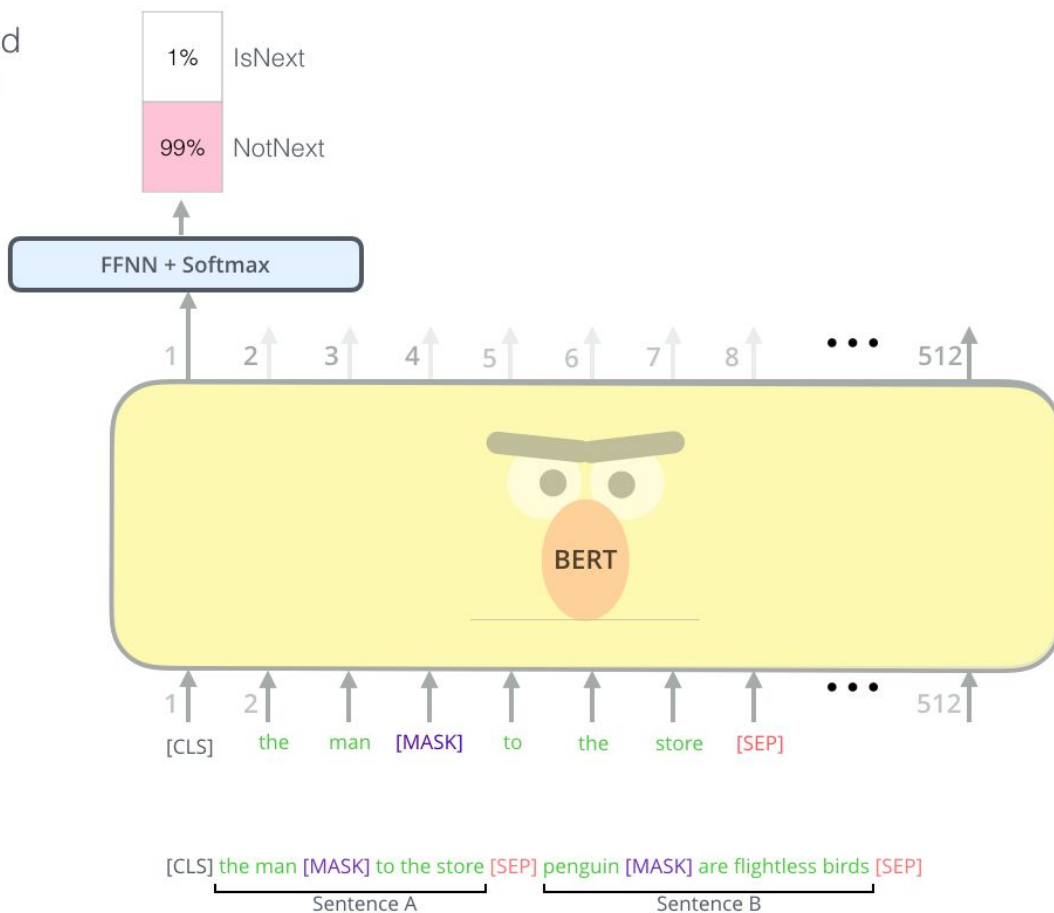 d
1% IsNext
99% NotNext
FFNN + Softmax
1 2 3 4 5 6 7 8 ••• 512
BERT
1 2 ••• 512
[CLS] the man [MASK] to the store [SEP]
[CLS] the man [MASK] to the store [SEP] penguin [MASK] are flightless birds [SEP]
Sentence A Sentence B